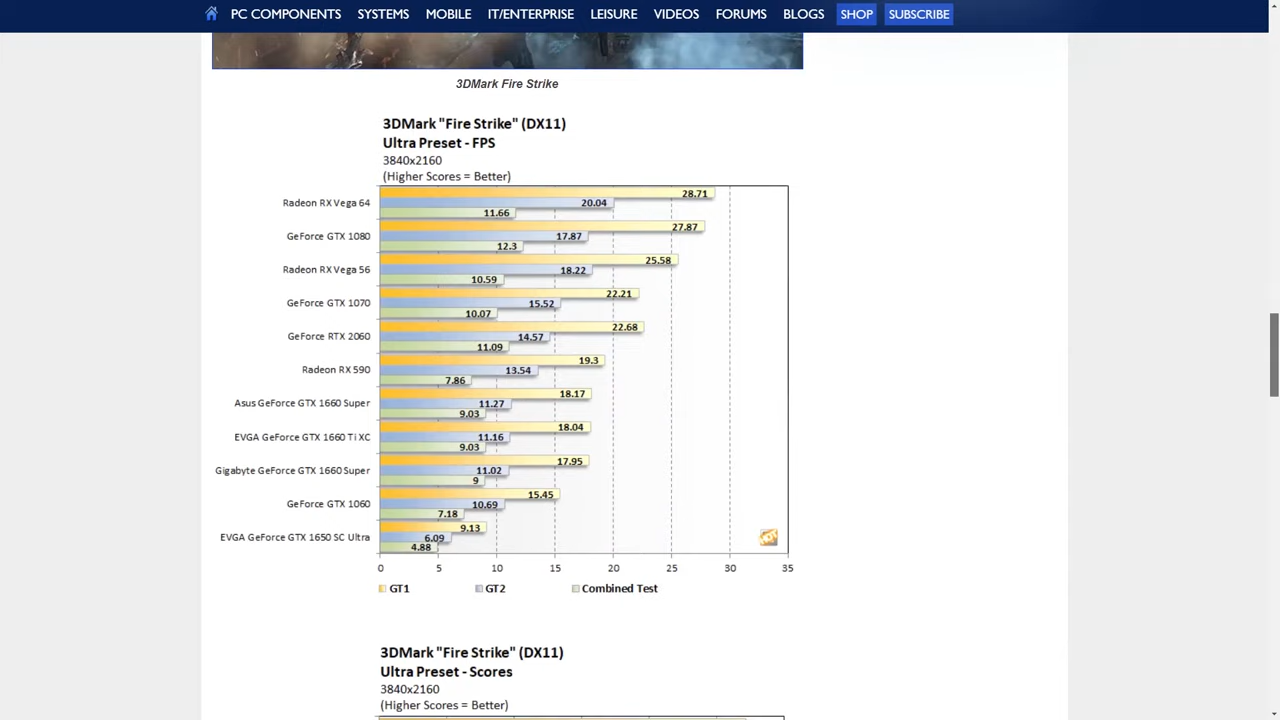 PC COMPONENTS SYSTEMS MOBILE IT/ENTERPRISE LEISURE VIDEOS FORUMS BLOGS SHOP SUBSCRIBE
3DMark Fire Strike
3DMark "Fire Strike" (DX11)
Ultra Preset - FPS
3840x2160
(Higher Scores = Better)
28.71
Radeon RX Vega 64 20.04
11.66
27.87
GeForce GTX 1080 17.87
12.3
25.58
Radeon RX Vega 56 18.22
10.59
22.21
GeForce GTX 1070 15.52
10.07
22.68
GeForce RTX 2060 14.57
11.09
19.3
Radeon RX 590 13.54
7.86
18.17
Asus GeForce GTX 1660 Super 11.27
9.03
18.04
EVGA GeForce GTX 1660 Ti XC 11.16
9.03
17.95
Gigabyte GeForce GTX 1660 Super 11.02
9
15.45
GeForce GTX 1060 10.69
7.18
9.13
EVGA GeForce GTX 1650 SC Ultra 6.09
4.88
0 5 10 15 20 25 30 35
GT1 GT2 Combined Test
3DMark "Fire Strike" (DX11)
Ultra Preset - Scores
3840x2160
(Higher Scores = Better)